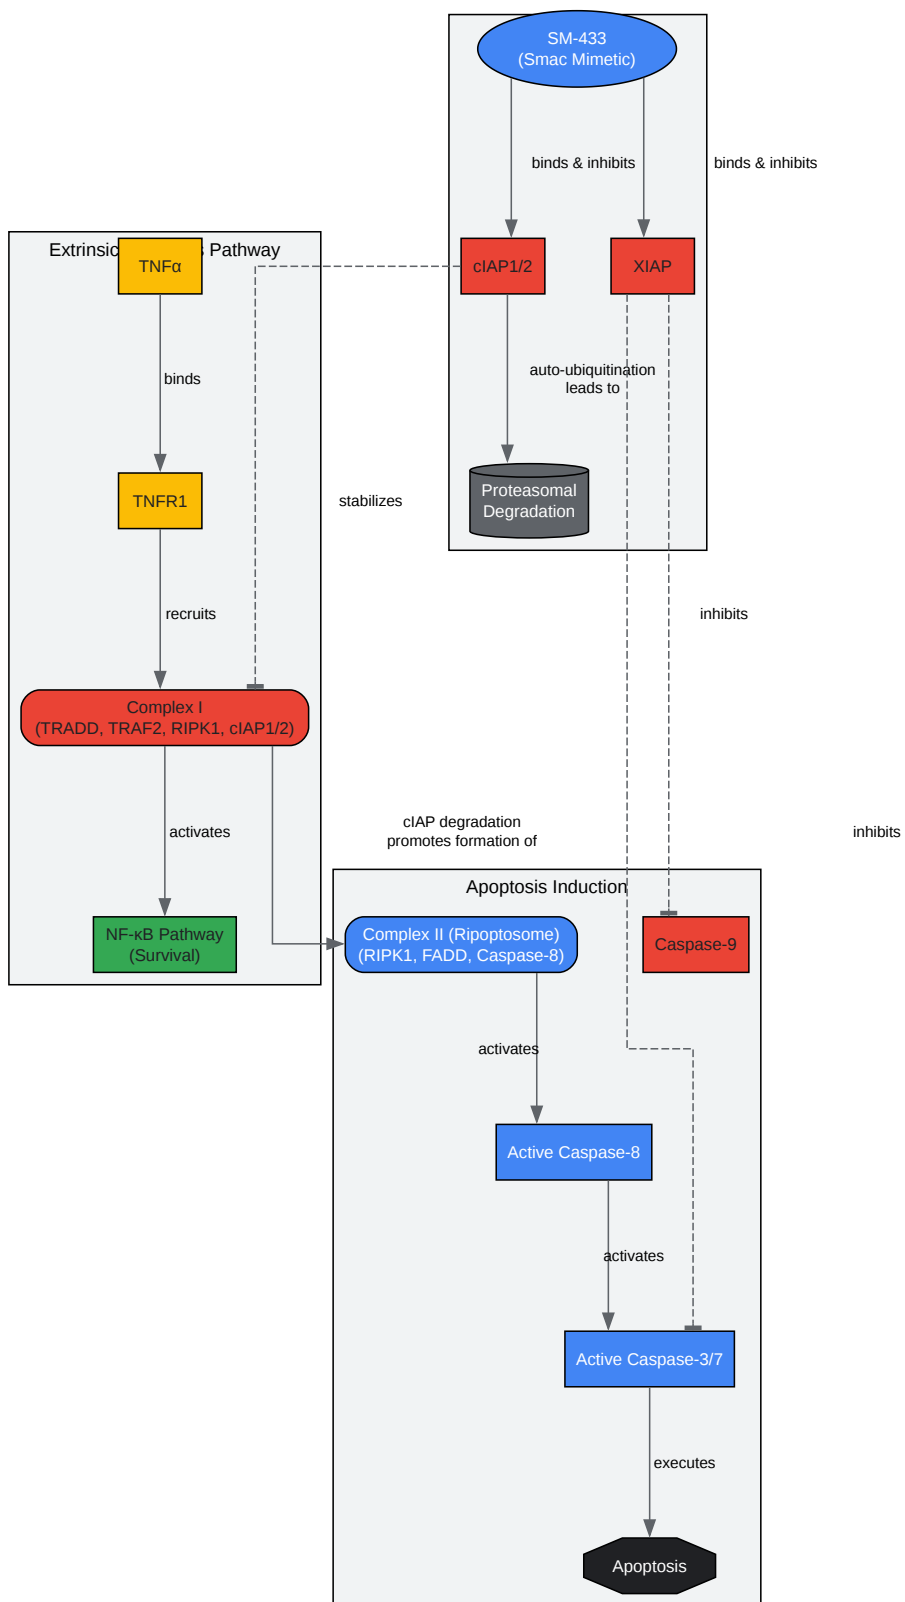 SM-433
(Smac Mimetic)
binds & inhibits
binds & inhibits
Extrinsic
s Pathway
TNFα
cIAP1/2
XIAP
binds
auto-ubiquitination
leads to
TNFR1
stabilizes
Proteasomal
Degradation
recruits
inhibits
Complex I
(TRADD, TRAF2, RIPK1, cIAP1/2)
activates
cIAP degradation
promotes formation of
inhibits
Apoptosis Induction
NF-κB Pathway
(Survival)
Complex II (Ripoptosome)
(RIPK1, FADD, Caspase-8)
Caspase-9
activates
Active Caspase-8
activates
Active Caspase-3/7
executes
Apoptosis